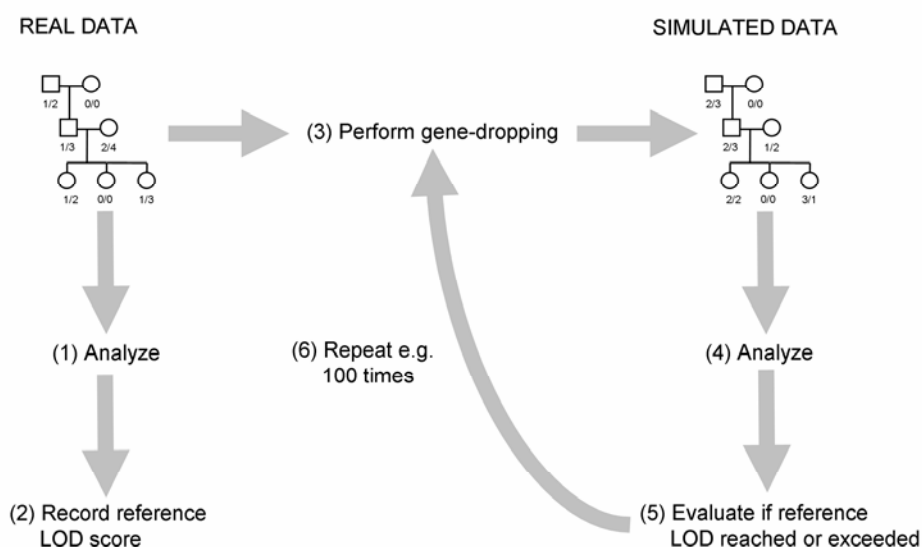 REAL DATA
SIMULATED DATA
1/2 0/0
1/3 2/4
1/2 0/0 1/3
(3) Perform gene-dropping
2/3 0/0
2/3 1/2
2/2 0/0 3/1
(1) Analyze
(6) Repeat e.g.
100 times
(4) Analyze
(2) Record reference
LOD score
(5) Evaluate if reference
LOD reached or exceeded